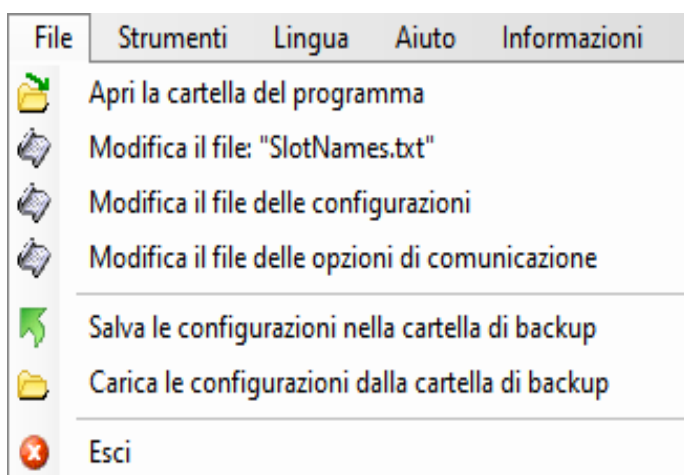 File Strumenti Lingua Aiuto Informazioni
Apri la cartella del programma
Modifica il file: "SlotNames.txt"
Modifica il file delle configurazioni
Modifica il file delle opzioni di comunicazione
Salva le configurazioni nella cartella di backup
Carica le configurazioni dalla cartella di backup
Esci